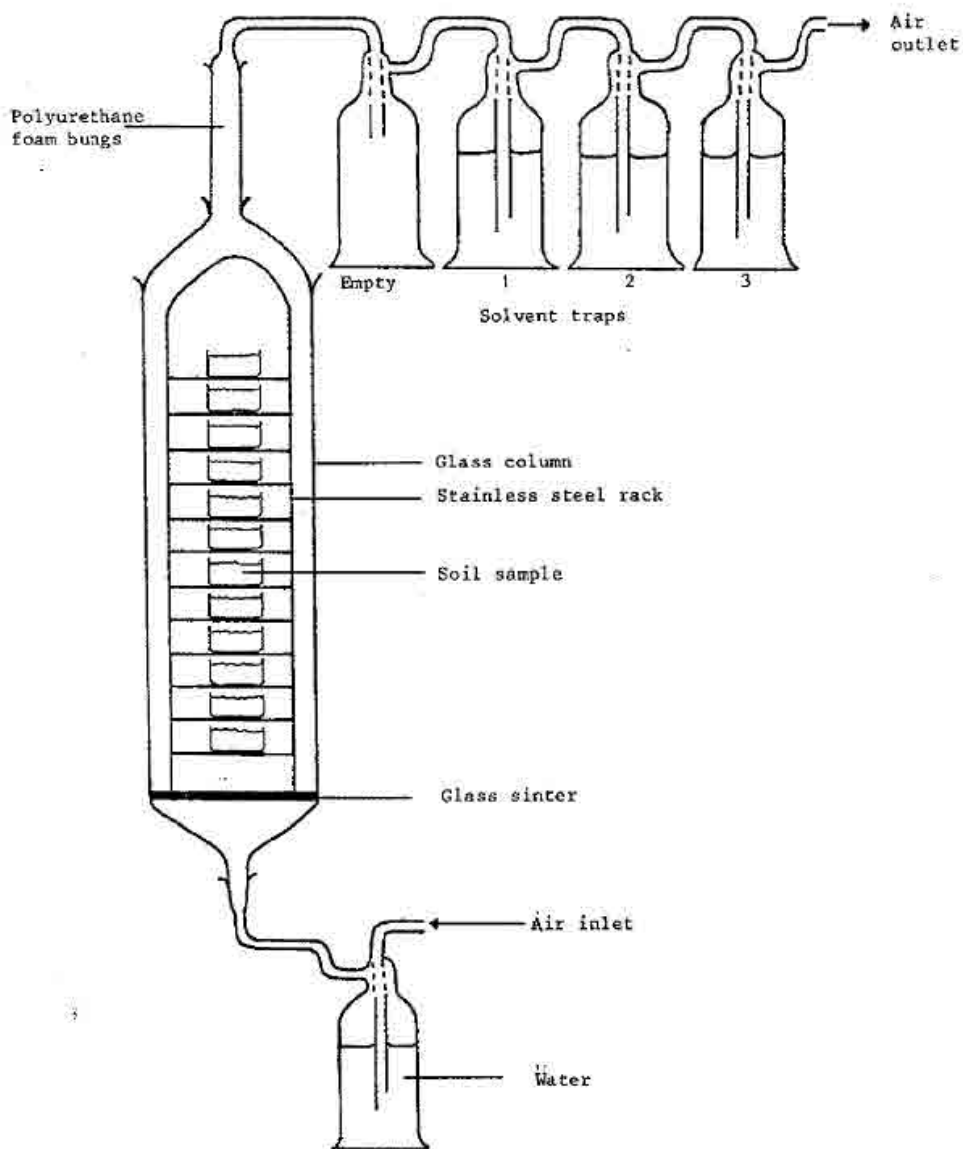 Air
outlet
Polyurethane
foam bungs
Empty
1
2
3
Solvent traps
Glass column
Stainless steel rack
Soil sample
Glass sinter
Air inlet
Water